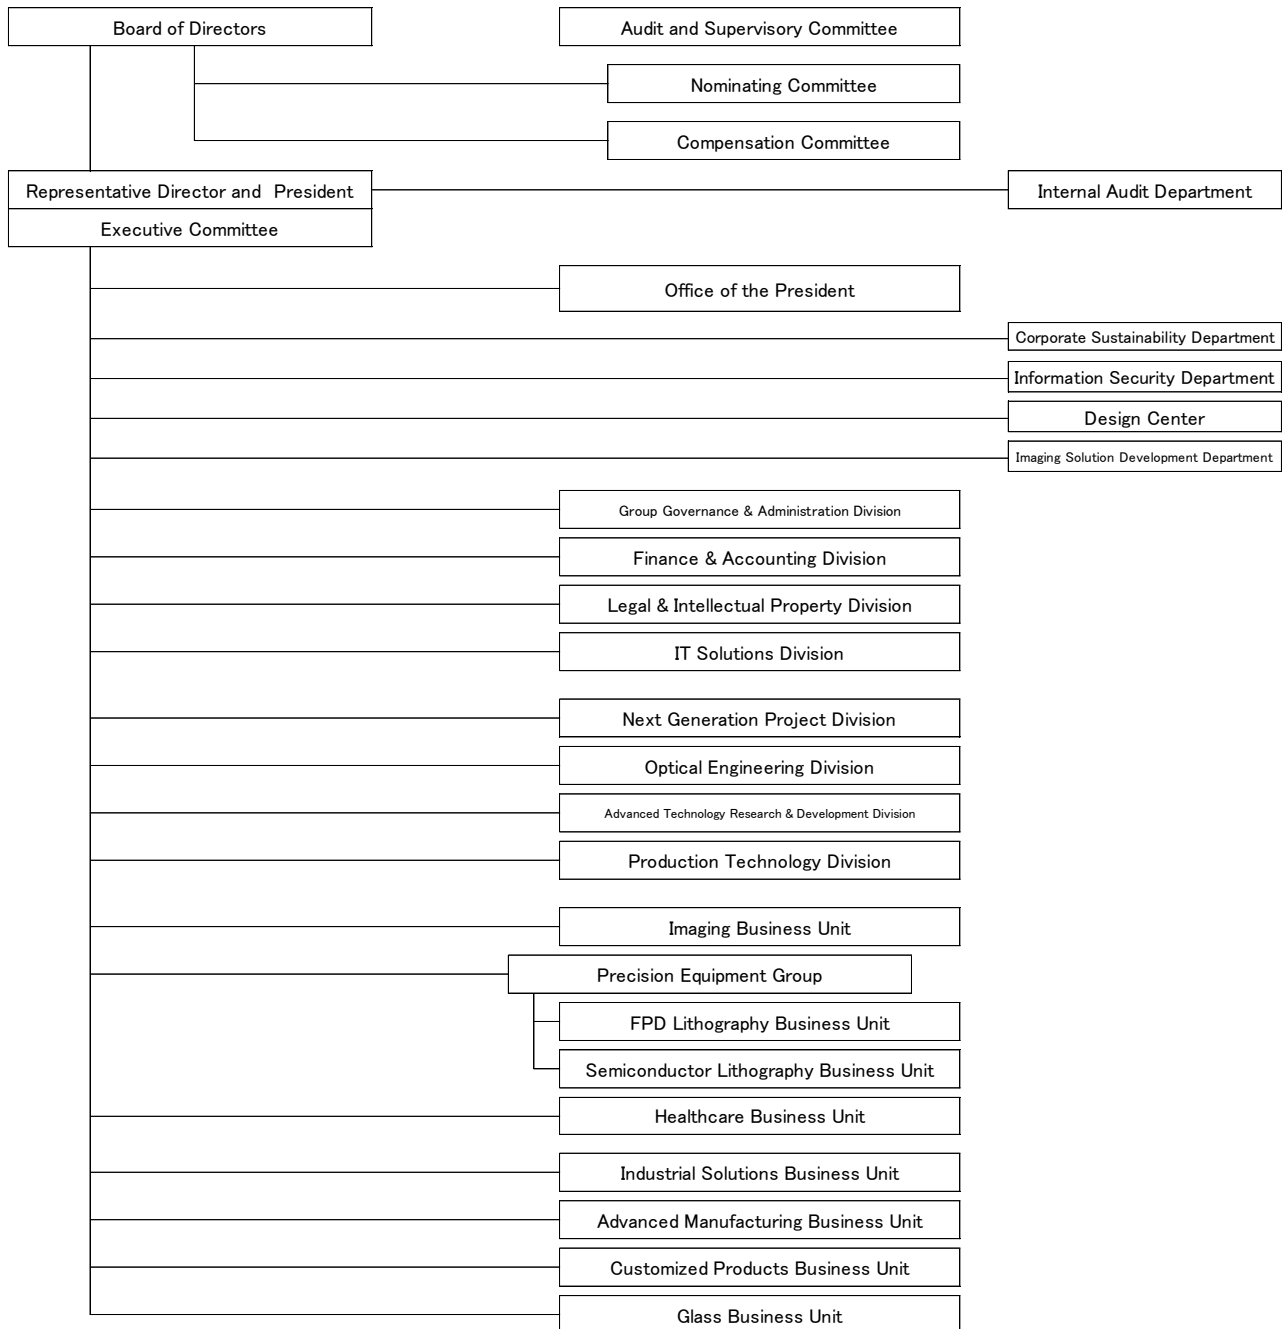 Board of Directors
Audit and Supervisory Committee
Nominating Committee
Compensation Committee
Representative Director and President
Internal Audit Department
Executive Committee
Office of the President
Corporate Sustainability Department
Information Security Department
Design Center
Imaging Solution Development Department
Group Governance & Administration Division
Finance & Accounting Division
Legal & Intellectual Property Division
IT Solutions Division
Next Generation Project Division
Optical Engineering Division
Advanced Technology Research & Development Division
Production Technology Division
Imaging Business Unit
Precision Equipment Group
FPD Lithography Business Unit
Semiconductor Lithography Business Unit
Healthcare Business Unit
Industrial Solutions Business Unit
Advanced Manufacturing Business Unit
Customized Products Business Unit
Glass Business Unit